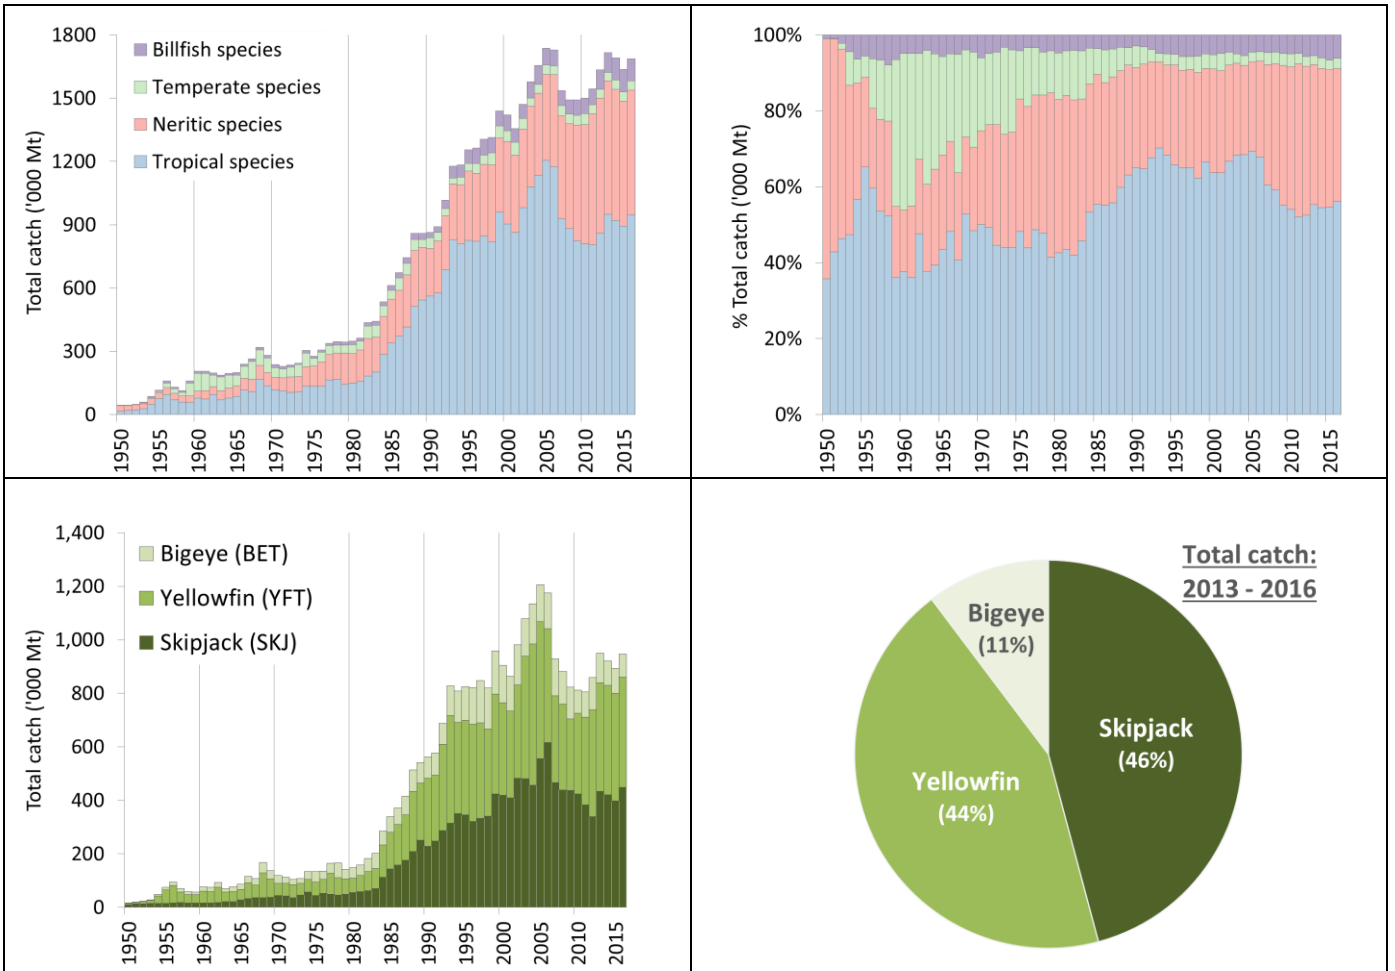 Total catch ('000 Mt)
1800
1500
1200
900
600
300
0
Billfish species
Temperate species
Neritic species
Tropical species
1950 1955 1960 1965 1970 1975 1980 1985 1990 1995 2000 2005 2010 2015
% Total catch ('000 Mt)
100%
80%
60%
40%
20%
0%
1950 1955 1960 1965 1970 1975 1980 1985 1990 1995 2000 2005 2010 2015
Total catch ('000 Mt)
1,400
1,200
1,000
800
600
400
200
0
Bigeye (BET)
Yellowfin (YFT)
Skipjack (SKJ)
1950 1955 1960 1965 1970 1975 1980 1985 1990 1995 2000 2005 2010 2015
Total catch:
2013 - 2016
Bigeye
(11%)
Skipjack
(46%)
Yellowfin
(44%)